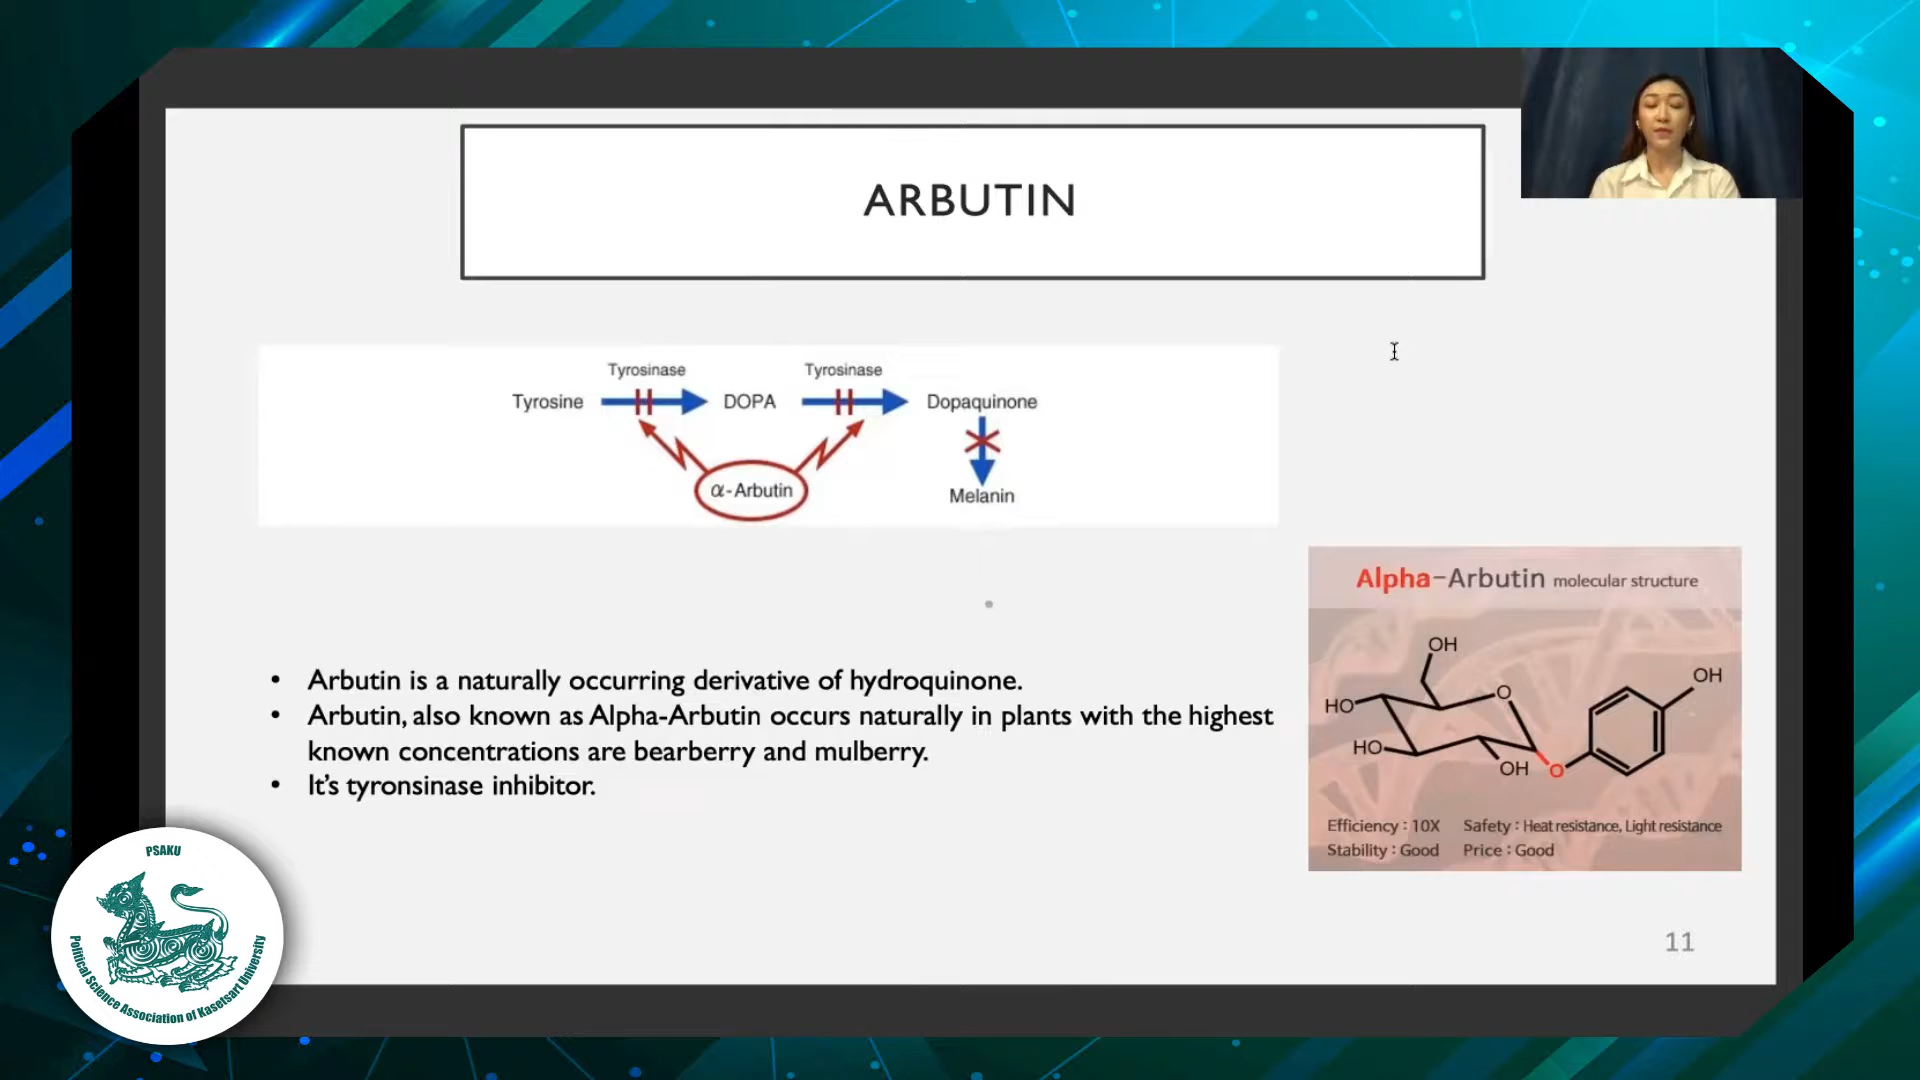 ARBUTIN
Tyrosinase
Tyrosinase
Tyrosine
DOPA
Dopaquinone
α-Arbutin
Melanin
• Arbutin is a naturally occurring derivative of hydroquinone.
• Arbutin, also known as Alpha-Arbutin occurs naturally in plants with the highest
known concentrations are bearberry and mulberry.
• It's tyronsinase inhibitor.
Alpha-Arbutin molecular structure
OH
OH
HO
O
HO
OH
O
Efficiency : 10X Safety : Heat resistance, Light resistance
Stability : Good Price : Good
11
PSAKU
Political Science Association of Kasetsart University